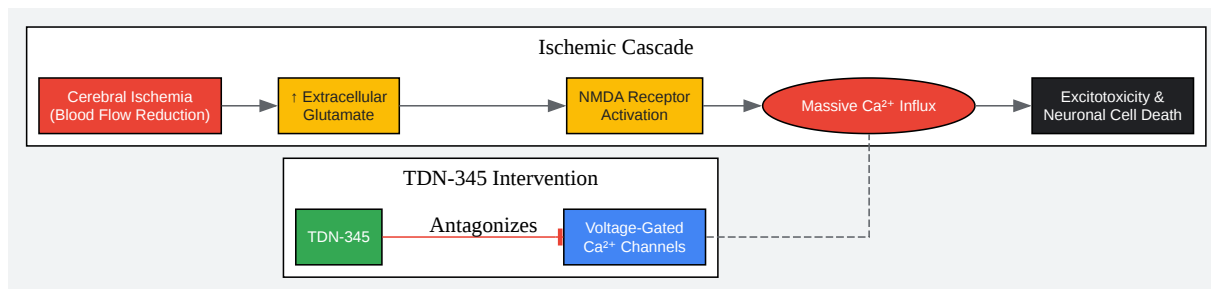 Ischemic Cascade
Cerebral Ischemia
(Blood Flow Reduction)
↑ Extracellular
Glutamate
NMDA Receptor
Activation
Massive Ca²⁺ Influx
Excitotoxicity &
Neuronal Cell Death
TDN-345 Intervention
TDN-345
Antagonizes
Voltage-Gated
Ca²⁺ Channels